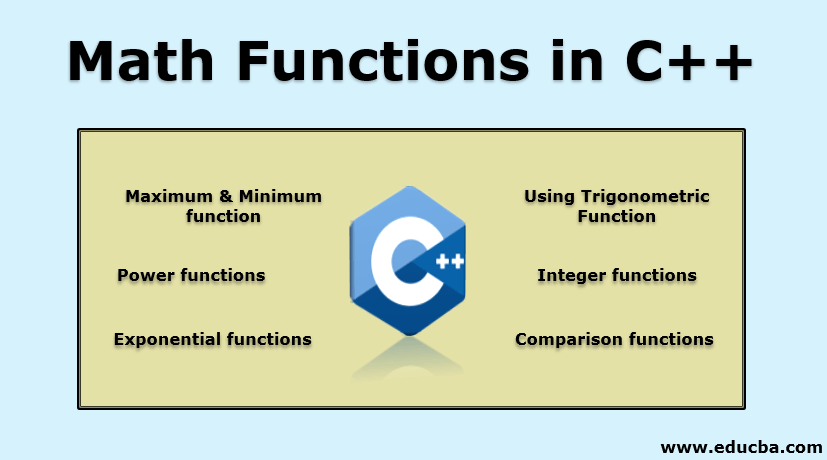 Math Functions in C++
Maximum & Minimum
function
Power functions
Exponential functions
C++
Using Trigonometric
Function
Integer functions
Comparison functions
www.educba.com